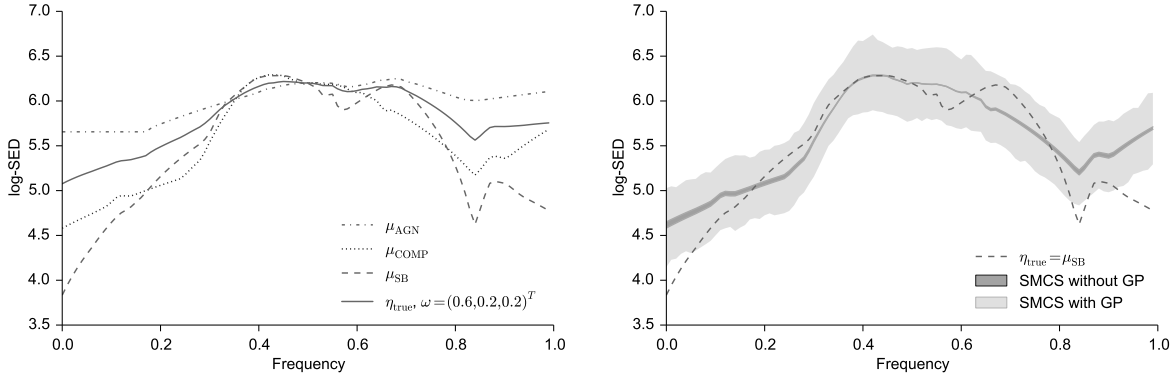 7.0
6.5
6.0
5.5
5.0
4.5
4.0
3.5
log-SED
0.0 0.2 0.4 0.6 0.8 1.0
Frequency
μAGN
μCOMP
μSB
ηtrue, ω=(0.6,0.2,0.2)^T
7.0
6.5
6.0
5.5
5.0
4.5
4.0
3.5
log-SED
0.0 0.2 0.4 0.6 0.8 1.0
Frequency
ηtrue=μSB
SMCS without GP
SMCS with GP